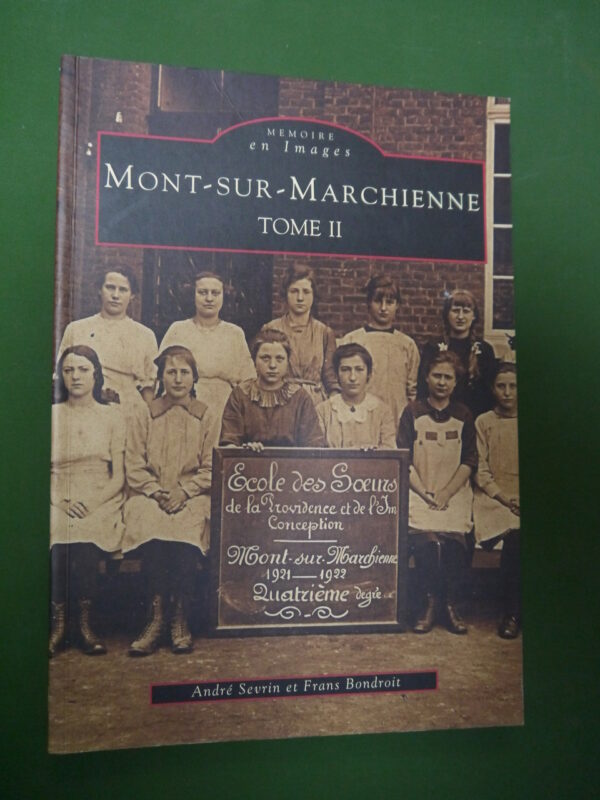 MEMOIRE
en Images
MONT-SUR-MARCHIENNE
TOME II
Ecole des Sœurs
de la Providence et de l'Im
Conception
Mont-sur-Marchienne
1921—1922
Quatrième degré
André Sevrin et Frans Bondroit